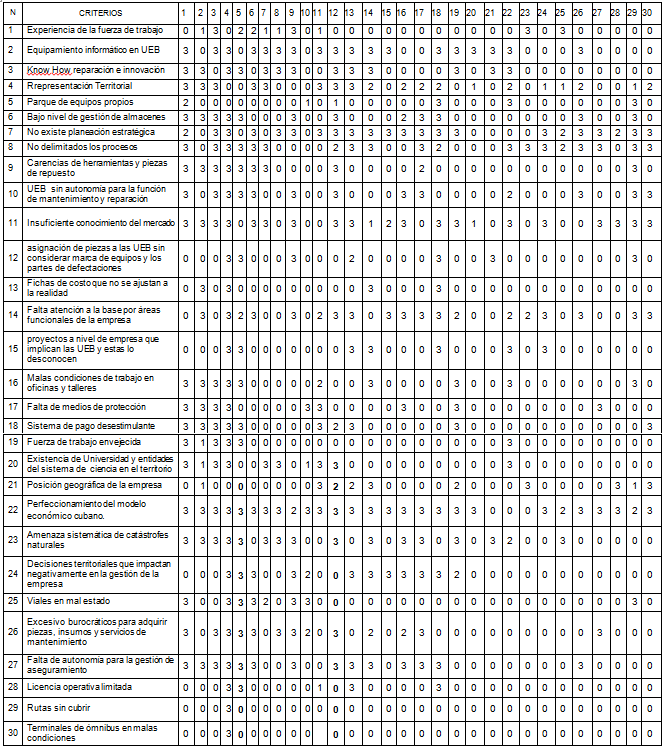 N CRITERIOS 1 2 3 4 5 6 7 8 9 10 11 12 13 14 15 16 17 18 19 20 21 22 23 24 25 26 27 28 29 30
1 Experiencia de la fuerza de trabajo 0 1 3 0 2 2 1 1 3 0 1 0 0 0 0 0 0 0 0 0 0 0 3 0 3 0 0 0 0 0
2 Equipamiento informático en UEB 3 0 3 3 0 3 3 3 3 3 3 3 3 3 3 3 3 3 3 3 3 3 0 0 0 3 0 0 3 0
3 Know How reparación e innovación 3 3 0 3 3 0 3 3 3 0 0 3 3 3 0 0 0 0 3 0 3 3 0 0 0 0 0 0 0 0
4 Rrepresentación Territorial 3 3 3 0 0 3 3 3 3 0 3 3 3 2 0 2 2 2 0 1 0 2 0 1 1 2 0 0 1 2
5 Parque de equipos propios 2 0 0 0 0 0 0 0 0 1 0 1 0 0 0 0 0 3 0 0 0 3 0 0 0 0 0 0 3 0
6 Bajo nivel de gestión de almacenes 3 3 3 3 0 3 3 0 3 0 0 3 0 3 0 2 3 3 0 0 0 0 0 0 0 3 0 0 3 0
7 No existe planeación estratégica 2 0 3 3 0 3 3 0 3 3 3 3 3 3 3 3 3 3 0 0 0 0 0 3 2 3 3 2 3 3
8 No delimitados los procesos 3 0 3 3 3 3 3 0 0 0 0 3 3 3 3 3 3 3 0 0 0 3 3 3 2 3 3 0 3 3
9 Carencias de herramientas y piezas
de repuesto 3 3 3 3 3 3 3 0 3 0 0 3 0 0 0 0 2 0 0 0 0 0 0 0 0 0 0 0 3 0
10 UEB sin autonomía para la función
de mantenimiento y reparación 3 0 3 3 3 3 3 0 3 0 0 3 0 0 0 3 3 0 0 0 0 2 0 0 0 3 3 0 3 3
11 Insuficiente conocimiento del mercado 3 3 3 3 0 3 3 0 3 0 0 3 3 1 2 3 0 3 3 1 0 3 0 3 0 0 3 3 3 3
12 asignación de piezas a las UEB sin
considerar marca de equipos y los
partes de defectaciones 0 0 0 3 3 0 0 0 3 0 0 3 2 0 0 0 0 3 0 0 3 0 0 0 0 0 0 0 3 0
13 Fichas de costo que no se ajustan a
la realidad 0 3 0 3 0 0 0 0 0 0 0 0 0 3 0 0 3 0 0 0 0 0 0 0 0 0 0 0 0 0
14 Falta atención a la base por áreas
funcionales de la empresa 0 3 0 3 2 3 0 0 3 0 2 3 3 0 3 3 3 3 2 0 0 2 2 3 0 3 0 0 3 3
15 proyectos a nivel de empresa que
implican las UEB y estas lo
desconocen 0 0 0 3 3 0 0 0 0 0 0 0 3 3 0 0 0 3 0 0 0 3 0 3 0 0 0 0 0 0
16 Malas condiciones de trabajo en
oficinas y talleres 3 3 3 3 3 0 0 0 0 0 2 0 0 3 0 0 0 0 3 0 0 0 0 0 0 0 0 0 0 3
17 Falta de medios de protección 3 3 3 3 0 0 0 0 0 3 3 0 0 0 0 3 0 0 3 0 0 0 0 0 0 0 3 0 0 0
18 Sistema de pago desestimulante 3 3 3 3 3 0 0 0 0 0 3 2 3 0 0 0 0 0 3 0 0 0 0 0 0 0 0 0 0 3
19 Fuerza de trabajo envejecida 3 1 3 3 3 0 0 0 0 0 0 0 0 0 0 0 0 0 0 0 0 3 0 0 0 0 0 0 0 0
20 Existencia de Universidad y entidades
del sistema de ciencia en el territorio 3 1 3 3 0 0 3 3 0 1 3 3 0 0 0 0 0 0 0 0 0 3 0 0 0 0 0 0 0 0
21 Posición geográfica de la empresa 0 1 0 0 0 0 0 0 0 0 3 2 2 3 0 0 0 0 2 0 0 0 3 0 0 0 0 3 1 3
22 Perfeccionamiento del modelo
económico cubano. 3 3 3 3 3 3 3 3 2 3 3 3 3 3 3 3 3 3 3 3 3 3 0 3 2 3 3 3 2 3
23 Amenaza sistemática de catástrofes
naturales 3 3 3 3 3 0 3 3 3 0 0 3 3 3 3 3 3 0 3 0 3 2 0 0 3 0 0 0 0 0
24 Decisiones territoriales que impactan
negativamente en la gestión de la
empresa 0 0 0 3 3 3 0 0 3 2 0 0 3 3 3 3 3 3 2 0 0 0 0 0 0 0 0 0 0 0
25 Viales en mal estado 3 0 0 3 3 3 2 0 3 3 0 0 0 0 0 0 0 0 0 0 0 0 0 0 0 0 0 0 3 0
26 Excesivo burocráticos para adquirir
piezas, insumos y servicios de
mantenimiento 3 0 3 3 3 3 0 3 3 2 0 3 0 2 0 2 3 0 0 0 0 0 0 0 0 0 3 0 0 0
27 Falta de autonomía para la gestión de
aseguramiento 3 3 3 3 3 3 0 0 3 0 0 3 3 3 0 3 3 0 0 0 0 0 0 0 0 3 0 0 0 0
28 Licencia operativa limitada 0 0 0 3 3 0 0 0 0 0 1 0 3 0 0 0 0 3 3 0 0 0 0 0 0 0 0 0 0 0
29 Rutas sin cubrir 0 0 0 3 0 0 0 0 0 0 0 0 0 0 0 0 0 0 0 0 0 0 0 0 0 0 0 0 0 0
30 Terminales de ómnibus en malas
condiciones 0 0 0 3 0 0 0 0 0 0 0 0 0 0 0 0 0 0 0 0 0 0 0 0 0 0 0 0 0